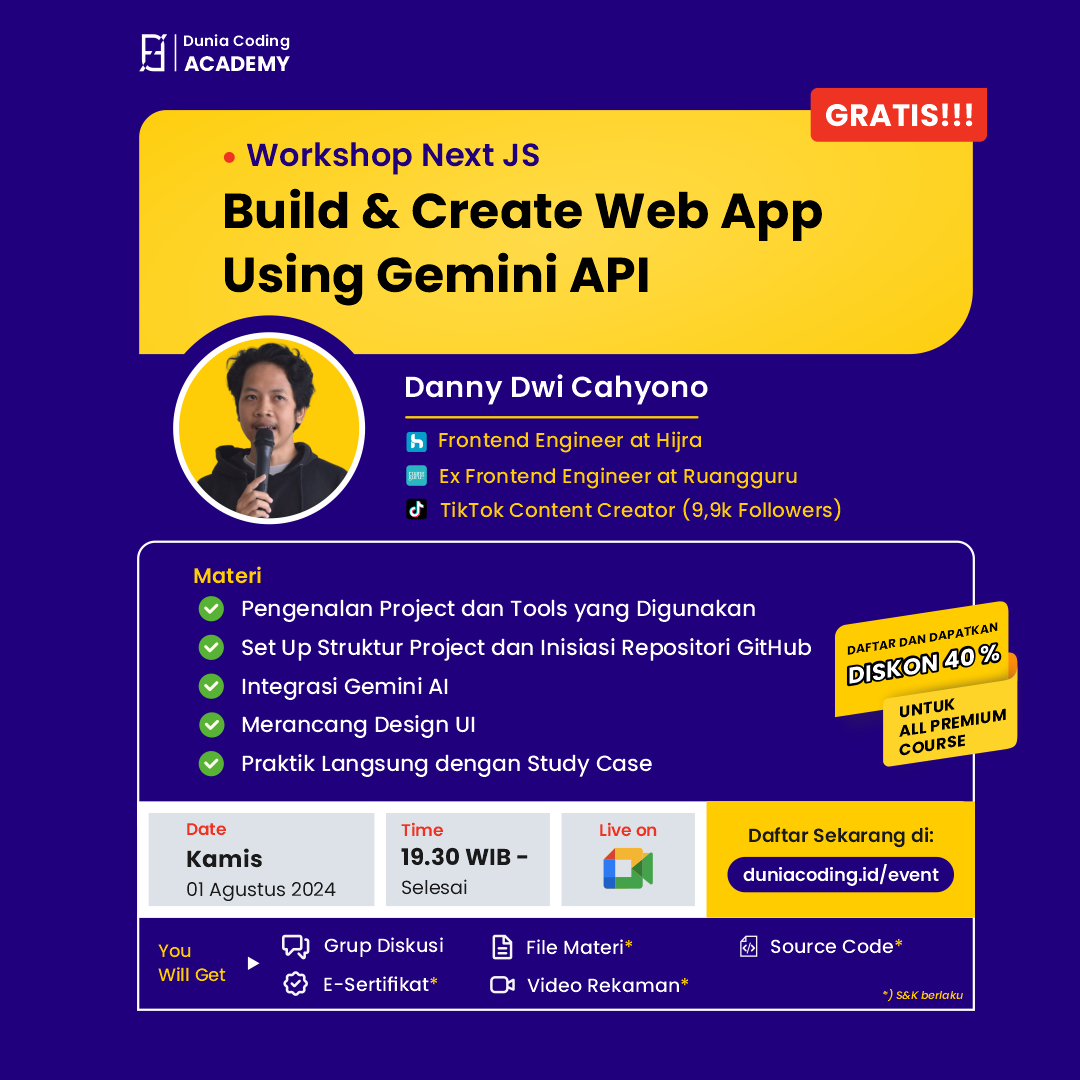 Dunia Coding
ACADEMY
GRATIS!!!
Workshop Next JS
Build & Create Web App
Using Gemini API
Danny Dwi Cahyono
Frontend Engineer at Hijra
Ex Frontend Engineer at Ruangguru
TikTok Content Creator (9,9k Followers)
Materi
Pengenalan Project dan Tools yang Digunakan
Set Up Struktur Project dan Inisiasi Repositori GitHub
Integrasi Gemini AI
Merancang Design UI
Praktik Langsung dengan Study Case
DAFTAR DAN DAPATKAN
DISKON 40 %
UNTUK
ALL PREMIUM
COURSE
Date
Kamis
01 Agustus 2024
Time
19.30 WIB -
Selesai
Live on
Daftar Sekarang di:
duniacoding.id/event
You
Will Get
Grup Diskusi
E-Sertifikat*
File Materi*
Video Rekaman*
Source Code*
*) S&K berlaku